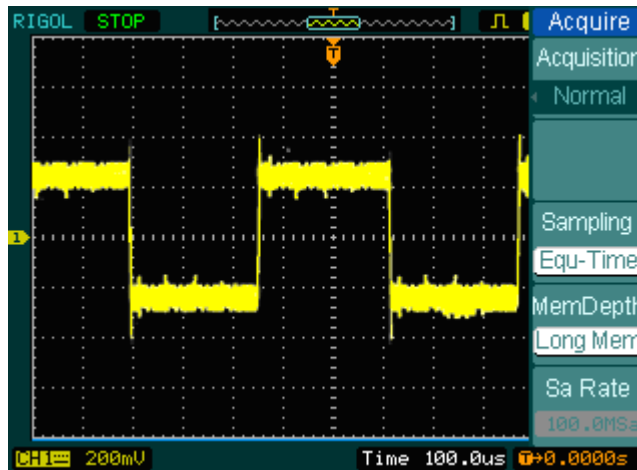 RIGOL STOP
T
T
Acquire
Acquisition
Normal
1
Sampling
Equ-Time
MemDepth
Long Mem
Sa Rate
100.0MSa
CH1 200mV Time 100.0us T→0.0000s